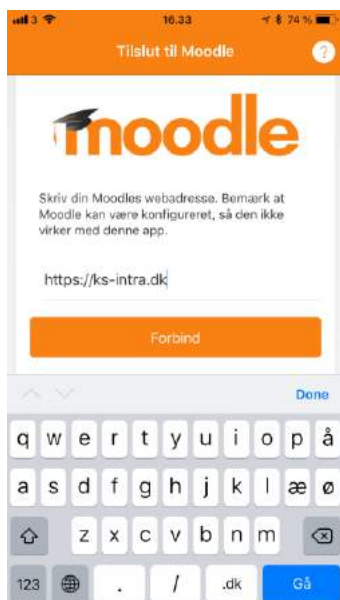 3 16.33 74 %
Tilslut til Moodle ?
moodle
Skriv din Moodles webadresse. Bemærk at
Moodle kan være konfigureret, så den ikke
virker med denne app.
https://ks-intra.dk
Forbind
Done
q w e r t y u i o p å
a s d f g h j k l æ ø
z x c v b n m
123 . / .dk Gå